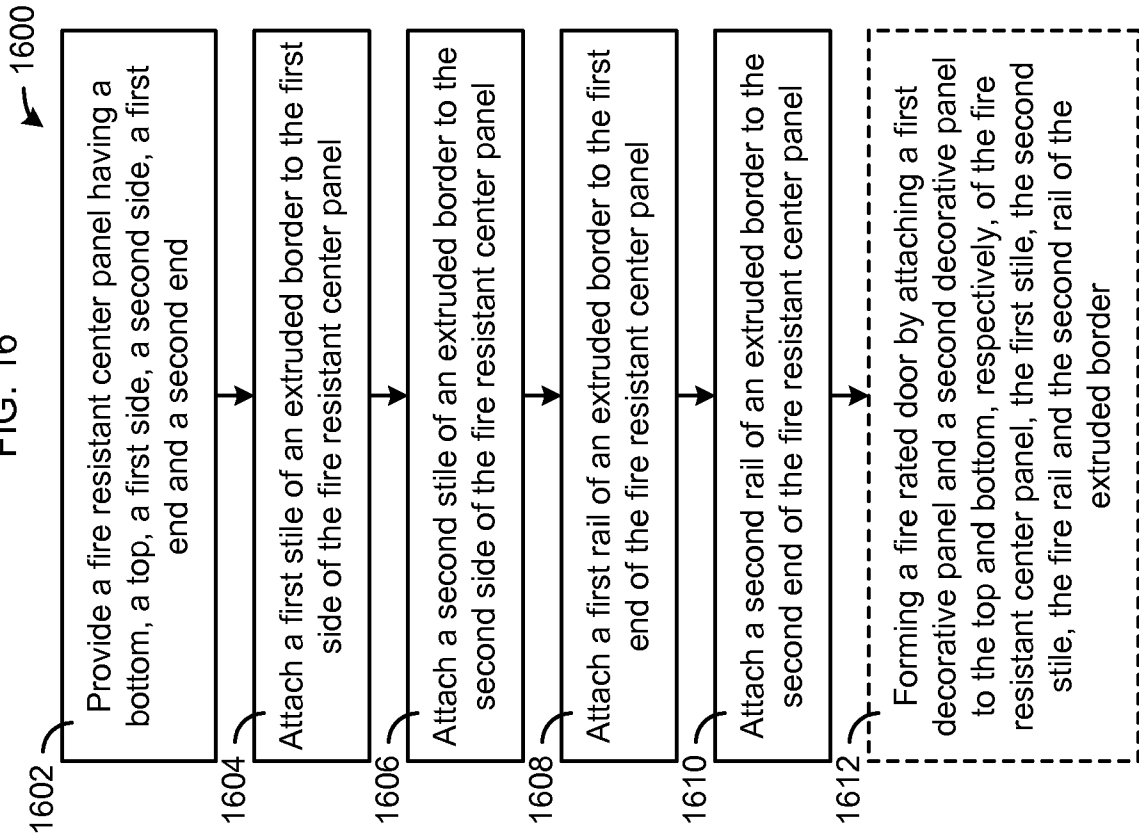 FIG. 16
1600
1602
Provide a fire resistant center panel having a
bottom, a top, a first side, a second side, a first
end and a second end
1604
Attach a first stile of an extruded border to the first
side of the fire resistant center panel
1606
Attach a second stile of an extruded border to the
second side of the fire resistant center panel
1608
Attach a first rail of an extruded border to the first
end of the fire resistant center panel
1610
Attach a second rail of an extruded border to the
second end of the fire resistant center panel
1612
Forming a fire rated door by attaching a first
decorative panel and a second decorative panel
to the top and bottom, respectively, of the fire
resistant center panel, the first stile, the second
stile, the fire rail and the second rail of the
extruded border